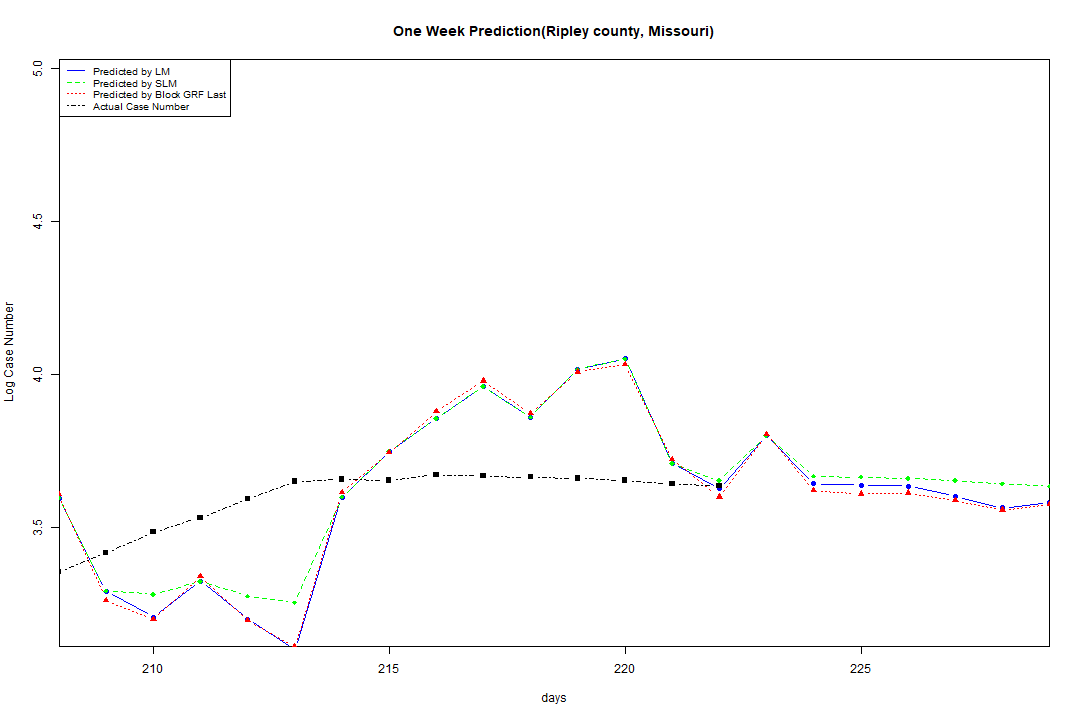 One Week Prediction(Ripley county, Missouri)
Predicted by LM
Predicted by SLM
Predicted by Block GRF Last
Actual Case Number
5.0
4.5
4.0
3.5
Log Case Number
210 215 220 225
days